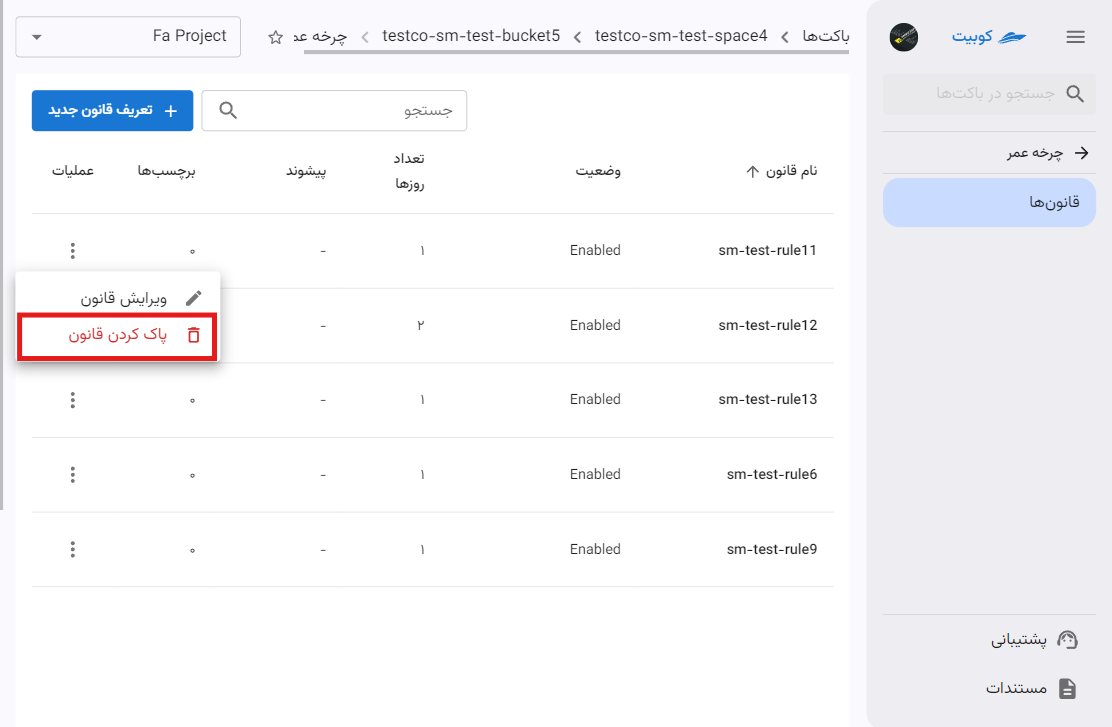 کوبیت
جستجو در باکت‌ها
چرخه عمر
قانون‌ها
پشتیبانی
مستندات
باکت‌ها
testco-sm-test-space4
testco-sm-test-bucket5
چرخه عم
Fa Project
جستجو
تعریف قانون جدید
نام قانون وضعیت تعداد روزها پیشوند برچسب‌ها عملیات
sm-test-rule11 Enabled ۱ - ۰
ویرایش قانون
پاک کردن قانون
sm-test-rule12 Enabled ۲ -
sm-test-rule13 Enabled ۱ - ۰
sm-test-rule6 Enabled ۱ - ۰
sm-test-rule9 Enabled ۱ - ۰